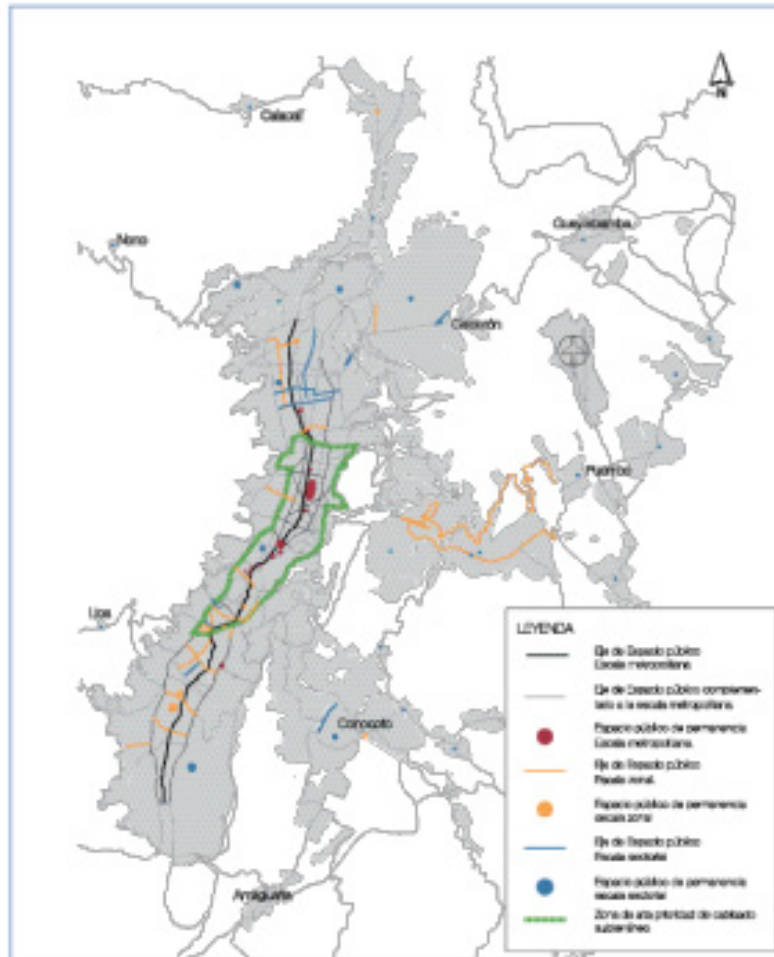 N
Calacalí
Nono
Guayllabamba
Calderón
Puembo
Lloa
Conocoto
Amaguaña
LEYENDA
Eje de Espacio público
Escala metropolitana
Eje de Espacio público complemen-
tario a la escala metropolitana
Espacio público de permanencia
Escala metropolitana
Eje de Espacio público
Escala zonal
Espacio público de permanencia
escala zonal
Eje de Espacio público
Escala sectorial
Espacio público de permanencia
escala sectorial
Zona de alta prioridad de cableado
subterráneo